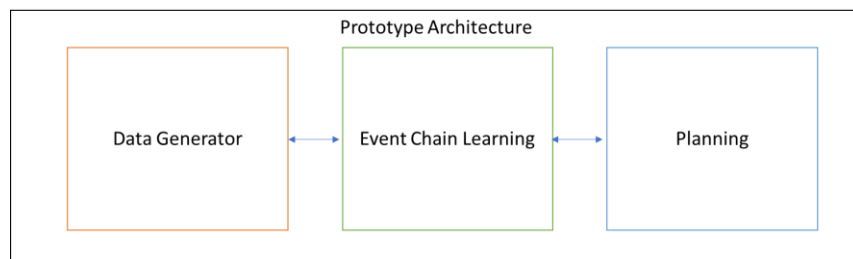 Prototype Architecture
Data Generator
Event Chain Learning
Planning